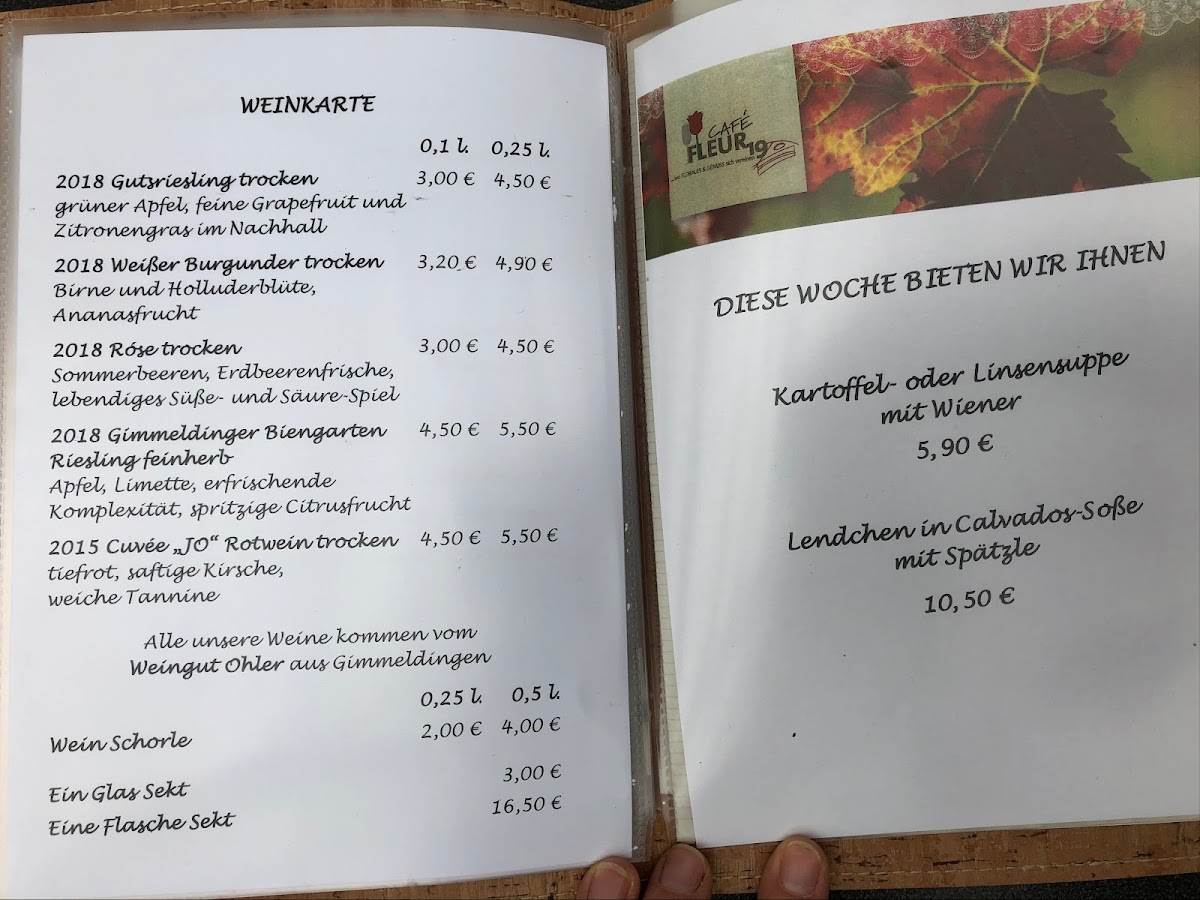 WEINKARTE
0,1 l. 0,25 l.
2018 Gutsriesling trocken 3,00 € 4,50 €
grüner Apfel, feine Grapefruit und
Zitronengras im Nachhall
2018 Weißer Burgunder trocken 3,20 € 4,90 €
Birne und Holluderblüte,
Ananasfrucht
2018 Róse trocken 3,00 € 4,50 €
Sommerbeeren, Erdbeerenfrische,
lebendiges Süße- und Säure-Spiel
2018 Gimmeldinger Biengarten 4,50 € 5,50 €
Riesling feinherb
Apfel, Limette, erfrischende
Komplexität, spritzige Citrusfrucht
2015 Cuvée „JO“ Rotwein trocken 4,50 € 5,50 €
tiefrot, saftige Kirsche,
weiche Tannine
Alle unsere Weine kommen vom
Weingut Ohler aus Gimmeldingen
0,25 l. 0,5 l.
Wein Schorle 2,00 € 4,00 €
Ein Glas Sekt 3,00 €
Eine Flasche Sekt 16,50 €
CAFÉ
FLEUR 19
...wo FLORALES & GENUSS sich vereinen
DIESE WOCHE BIETEN WIR IHNEN
Kartoffel- oder Linsensuppe
mit Wiener
5,90 €
Lendchen in Calvados-Soße
mit Spätzle
10,50 €